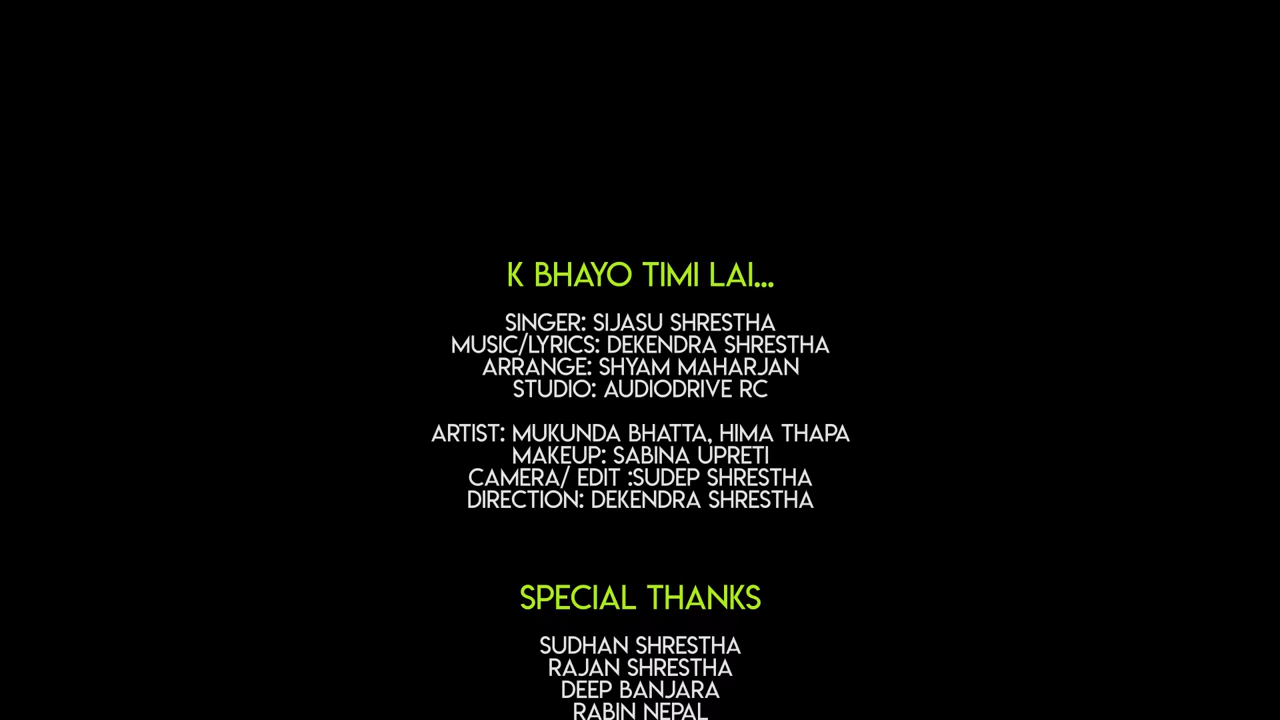 K BHAYO TIMI LAI...
SINGER: SIJASU SHRESTHA
MUSIC/LYRICS: DEKENDRA SHRESTHA
ARRANGE: SHYAM MAHARJAN
STUDIO: AUDIODRIVE RC
ARTIST: MUKUNDA BHATTA, HIMA THAPA
MAKEUP: SABINA UPRETI
CAMERA/ EDIT :SUDEP SHRESTHA
DIRECTION: DEKENDRA SHRESTHA
SPECIAL THANKS
SUDHAN SHRESTHA
RAJAN SHRESTHA
DEEP BANJARA
RABIN NEPAL